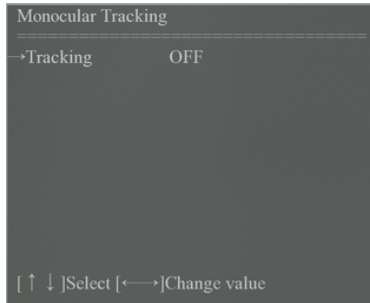 Monocular Tracking
==================================
→Tracking OFF
[↑↓]Select [←→]Change value